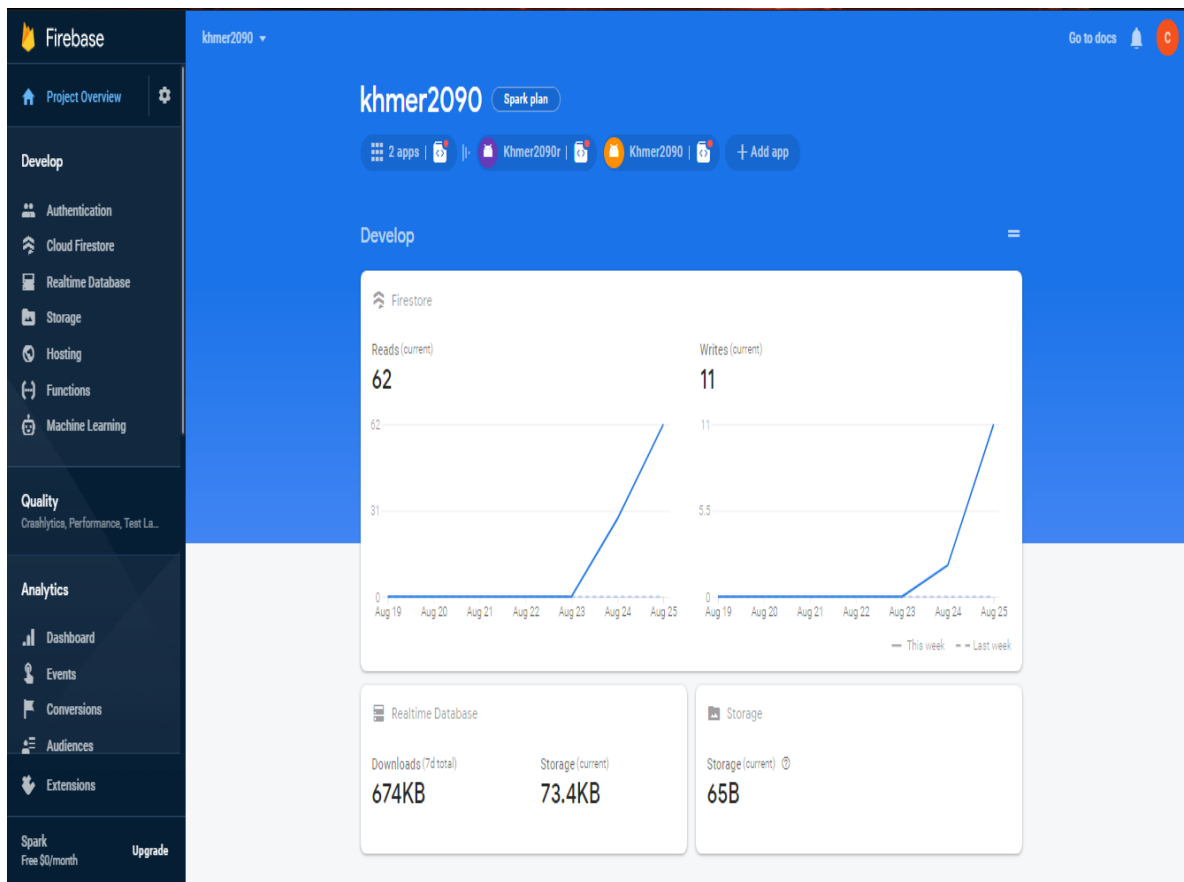 Firebase
khmer2090
Go to docs
C
Project Overview
khmer2090 Spark plan
2 apps | Khmer2090r | Khmer2090 | + Add app
Develop
Authentication
Cloud Firestore
Realtime Database
Storage
Hosting
Functions
Machine Learning
Quality
Crashlytics, Performance, Test La...
Analytics
Dashboard
Events
Conversions
Audiences
Extensions
Spark
Free $0/month
Upgrade
Develop
Firestore
Reads (current)
62
62
31
0
Aug 19 Aug 20 Aug 21 Aug 22 Aug 23 Aug 24 Aug 25
Writes (current)
11
11
5.5
0
Aug 19 Aug 20 Aug 21 Aug 22 Aug 23 Aug 24 Aug 25
This week Last week
Realtime Database
Downloads (7d total)
674KB
Storage (current)
73.4KB
Storage
Storage (current)
65B